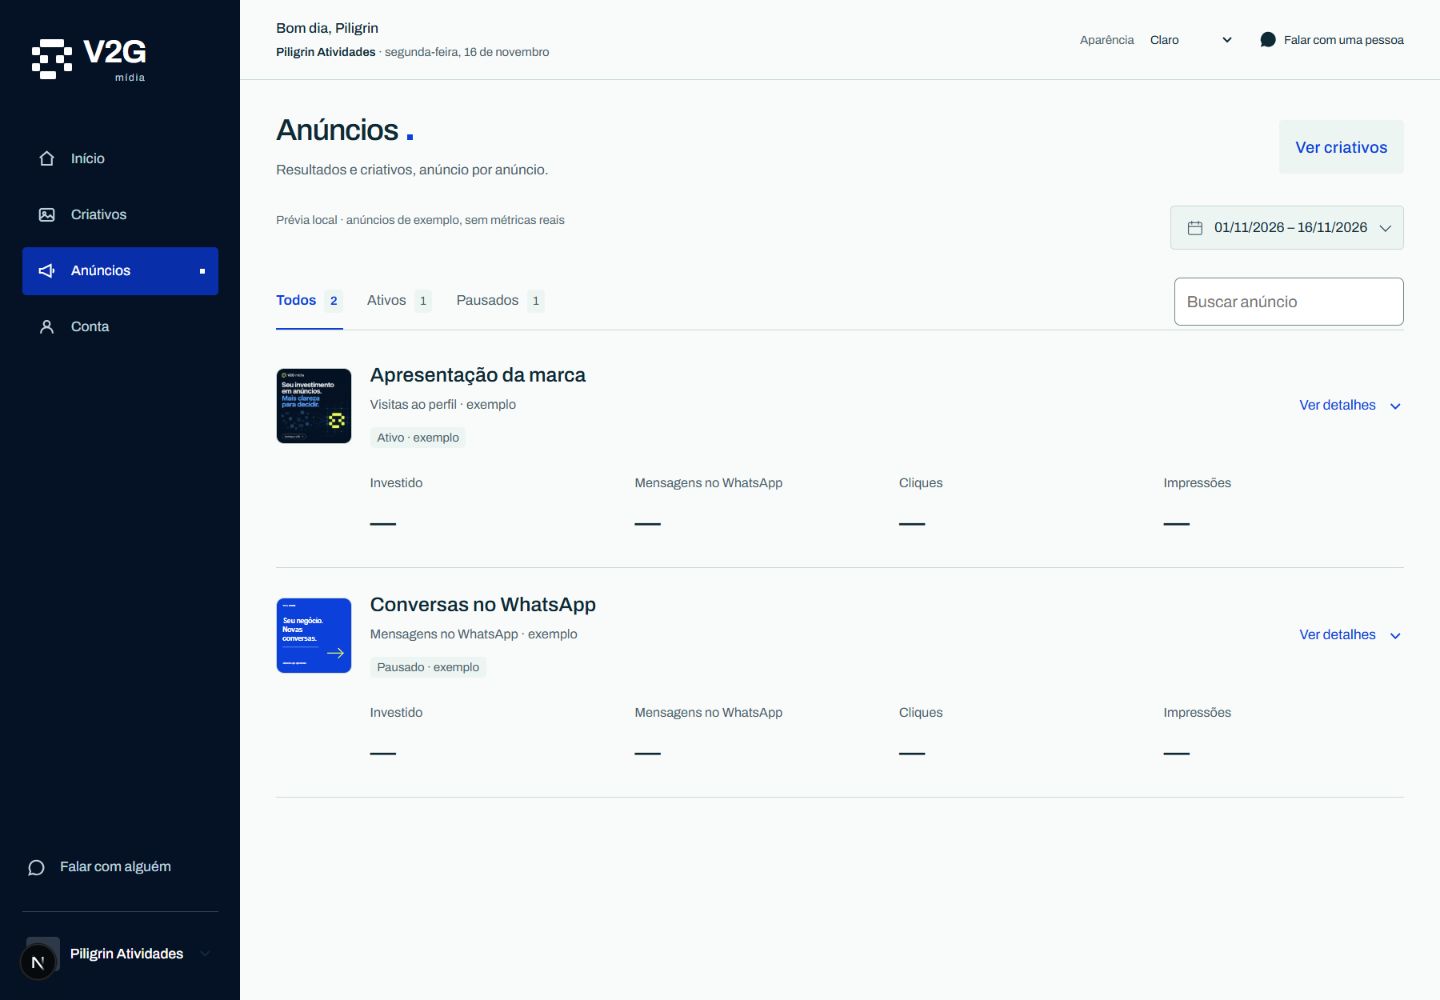 V2G
mídia
Início
Criativos
Anúncios
Conta
Falar com alguém
N
Piligrin Atividades
Bom dia, Piligrin
Piligrin Atividades · segunda-feira, 16 de novembro
Aparência Claro
Falar com uma pessoa
Anúncios .
Resultados e criativos, anúncio por anúncio.
Ver criativos
Prévia local · anúncios de exemplo, sem métricas reais
01/11/2026 – 16/11/2026
Todos 2 Ativos 1 Pausados 1
Buscar anúncio
Seu investimento
em anúncios.
Mais clareza
para decidir.
Apresentação da marca
Visitas ao perfil · exemplo
Ativo · exemplo
Ver detalhes
Investido Mensagens no WhatsApp Cliques Impressões
— — — —
Seu negócio.
Novas
conversas.
Conversas no WhatsApp
Mensagens no WhatsApp · exemplo
Pausado · exemplo
Ver detalhes
Investido Mensagens no WhatsApp Cliques Impressões
— — — —